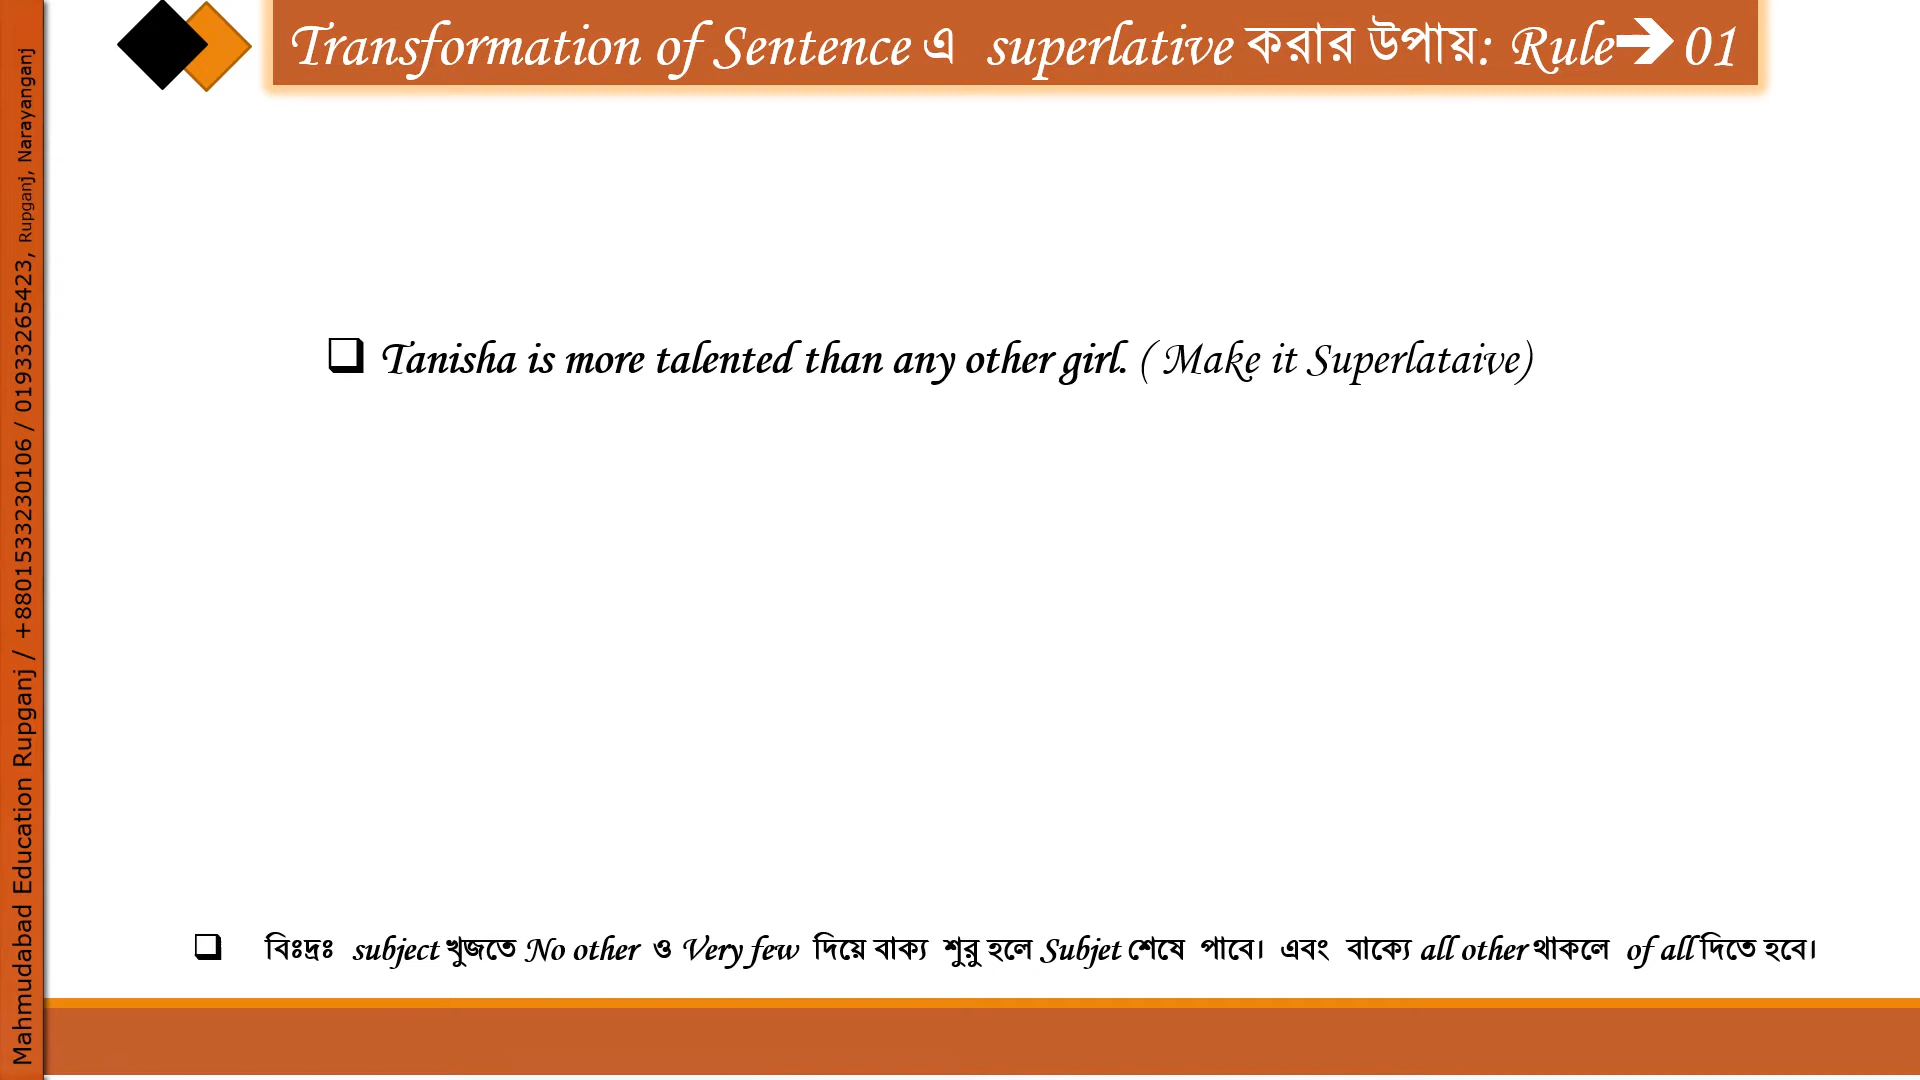 Transformation of Sentence এ superlative করার উপায়: Rule➔01
Tanisha is more talented than any other girl. ( Make it Superlataive)
বিঃদ্রঃ subject খুজতে No other ও Very few দিয়ে বাক্য শুরু হলে Subjet শেষে পাবে। এবং বাক্যে all other থাকলে of all দিতে হবে।
Mahmudabad Education Rupganj / +8801533230106 / 01933265423, Rupganj, Narayanganj